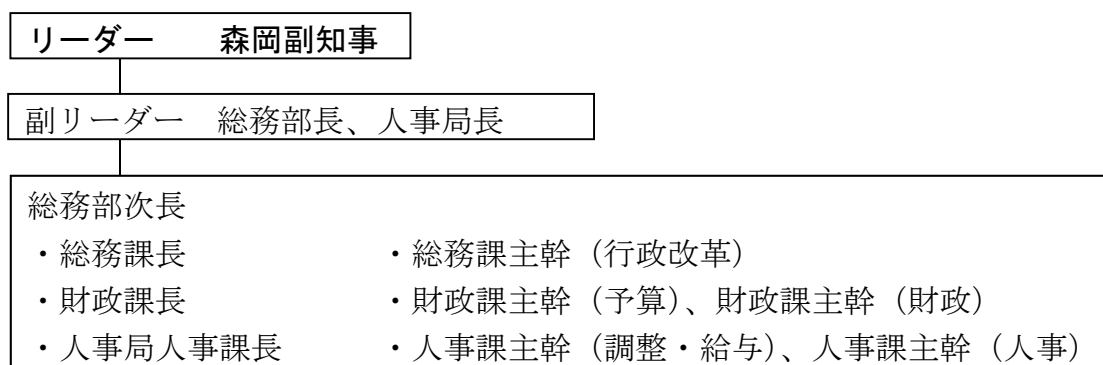 リーダー　　森岡副知事
副リーダー　総務部長、人事局長
総務部次長
・総務課長　　　　　　・総務課主幹（行政改革）
・財政課長　　　　　　・財政課主幹（予算）、財政課主幹（財政）
・人事局人事課長　　　・人事課主幹（調整・給与）、人事課主幹（人事）